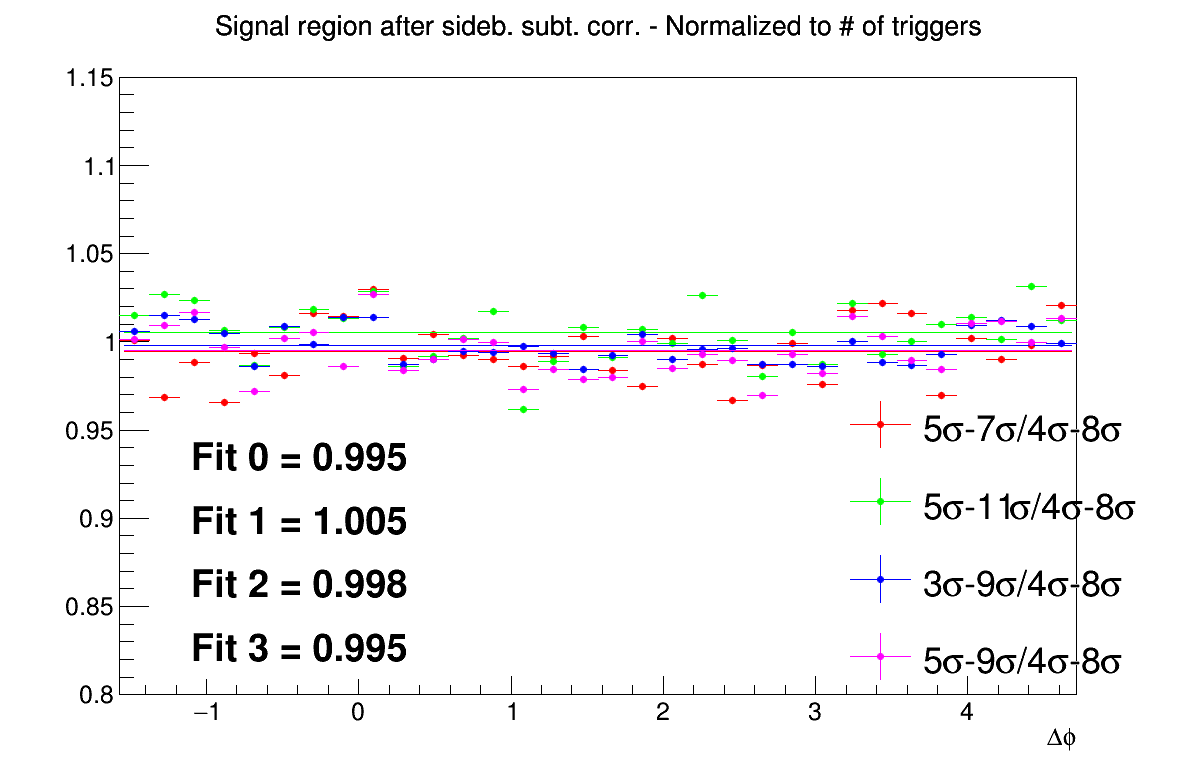 Signal region after sideb. subt. corr. - Normalized to # of triggers
1.15
1.1
1.05
1
0.95
0.9
0.85
0.8
Fit 0 = 0.995
Fit 1 = 1.005
Fit 2 = 0.998
Fit 3 = 0.995
5σ-7σ/4σ-8σ
5σ-11σ/4σ-8σ
3σ-9σ/4σ-8σ
5σ-9σ/4σ-8σ
−1 0 1 2 3 4
Δϕ